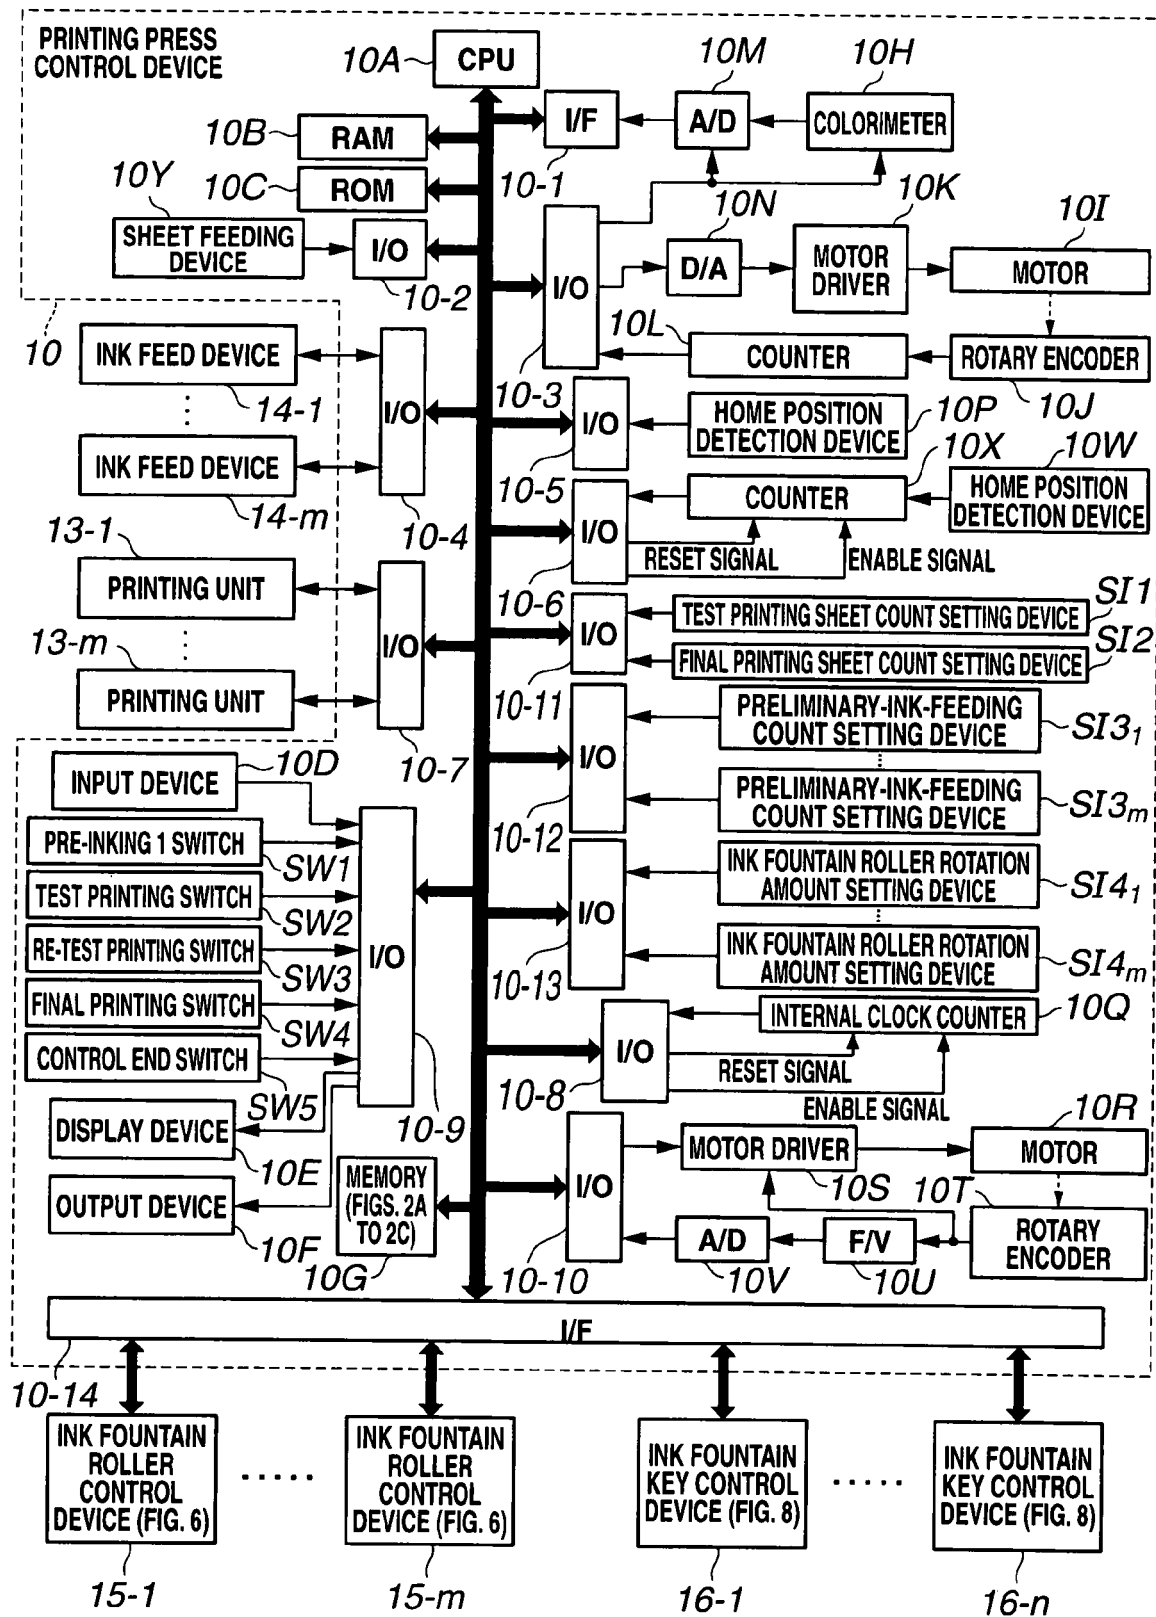 PRINTING PRESS
CONTROL DEVICE
10A
CPU
10M
10H
10B
RAM
I/F
A/D
COLORIMETER
10Y
10C
ROM
10-1
10N
10K
10I
SHEET FEEDING
DEVICE
I/O
10-2
I/O
D/A
MOTOR
DRIVER
MOTOR
10
INK FEED DEVICE
14-1
10L
COUNTER
ROTARY ENCODER
10-3
10J
I/O
INK FEED DEVICE
14-m
10-4
I/O
HOME POSITION
DETECTION DEVICE
10P
10-5
10X
10W
I/O
COUNTER
HOME POSITION
DETECTION DEVICE
RESET SIGNAL
ENABLE SIGNAL
10-6
13-1
PRINTING UNIT
13-m
PRINTING UNIT
I/O
10-7
I/O
TEST PRINTING SHEET COUNT SETTING DEVICE
SI1
FINAL PRINTING SHEET COUNT SETTING DEVICE
SI2
10-11
I/O
PRELIMINARY-INK-FEEDING
COUNT SETTING DEVICE
SI3₁
PRELIMINARY-INK-FEEDING
COUNT SETTING DEVICE
SI3ₘ
10-12
INPUT DEVICE
10D
PRE-INKING 1 SWITCH
SW1
TEST PRINTING SWITCH
SW2
RE-TEST PRINTING SWITCH
SW3
FINAL PRINTING SWITCH
SW4
CONTROL END SWITCH
SW5
I/O
10-9
I/O
INK FOUNTAIN ROLLER ROTATION
AMOUNT SETTING DEVICE
SI4₁
INK FOUNTAIN ROLLER ROTATION
AMOUNT SETTING DEVICE
SI4ₘ
10-13
I/O
INTERNAL CLOCK COUNTER
10Q
RESET SIGNAL
ENABLE SIGNAL
10-8
DISPLAY DEVICE
10E
OUTPUT DEVICE
10F
MEMORY
(FIGS. 2A
TO 2C)
10G
I/O
MOTOR DRIVER
10S
10R
MOTOR
10T
A/D
10V
F/V
10U
ROTARY
ENCODER
10-10
I/F
10-14
INK FOUNTAIN
ROLLER
CONTROL
DEVICE (FIG. 6)
15-1
INK FOUNTAIN
ROLLER
CONTROL
DEVICE (FIG. 6)
15-m
INK FOUNTAIN
KEY CONTROL
DEVICE (FIG. 8)
16-1
INK FOUNTAIN
KEY CONTROL
DEVICE (FIG. 8)
16-n